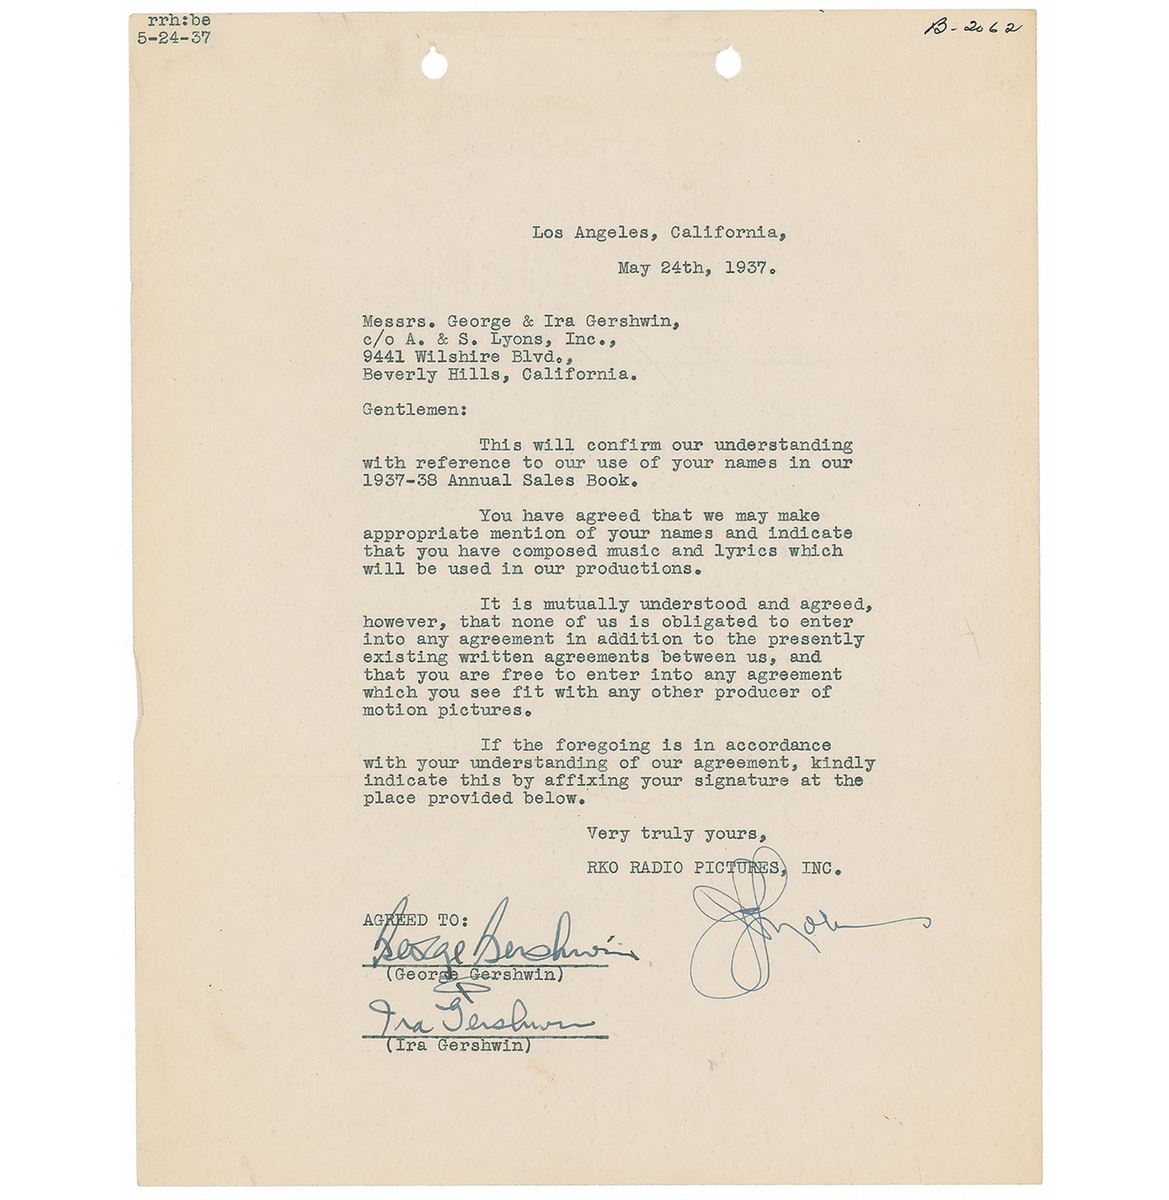 rrh:be
5-24-37
B-2062
Los Angeles, California,
May 24th, 1937.
Messrs. George & Ira Gershwin,
c/o A. & S. Lyons, Inc.,
9441 Wilshire Blvd.,
Beverly Hills, California.
Gentlemen:
This will confirm our understanding
with reference to our use of your names in our
1937-38 Annual Sales Book.
You have agreed that we may make
appropriate mention of your names and indicate
that you have composed music and lyrics which
will be used in our productions.
It is mutually understood and agreed,
however, that none of us is obligated to enter
into any agreement in addition to the presently
existing written agreements between us, and
that you are free to enter into any agreement
which you see fit with any other producer of
motion pictures.
If the foregoing is in accordance
with your understanding of our agreement, kindly
indicate this by affixing your signature at the
place provided below.
Very truly yours,
RKO RADIO PICTURES, INC.
AGREED TO:
George Gershwin
(George Gershwin)
Ira Gershwin
(Ira Gershwin)